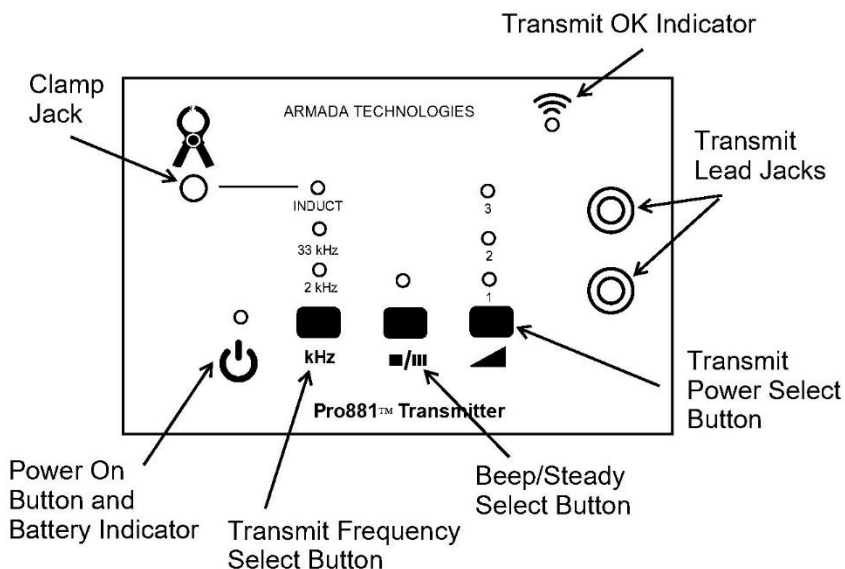 Transmit OK Indicator
Clamp
Jack
ARMADA TECHNOLOGIES
Transmit
Lead Jacks
INDUCT
3
33 kHz
2
2 kHz
1
kHz
Transmit
Power Select
Button
Pro881™ Transmitter
Power On
Button and
Battery Indicator
Transmit Frequency
Select Button
Beep/Steady
Select Button